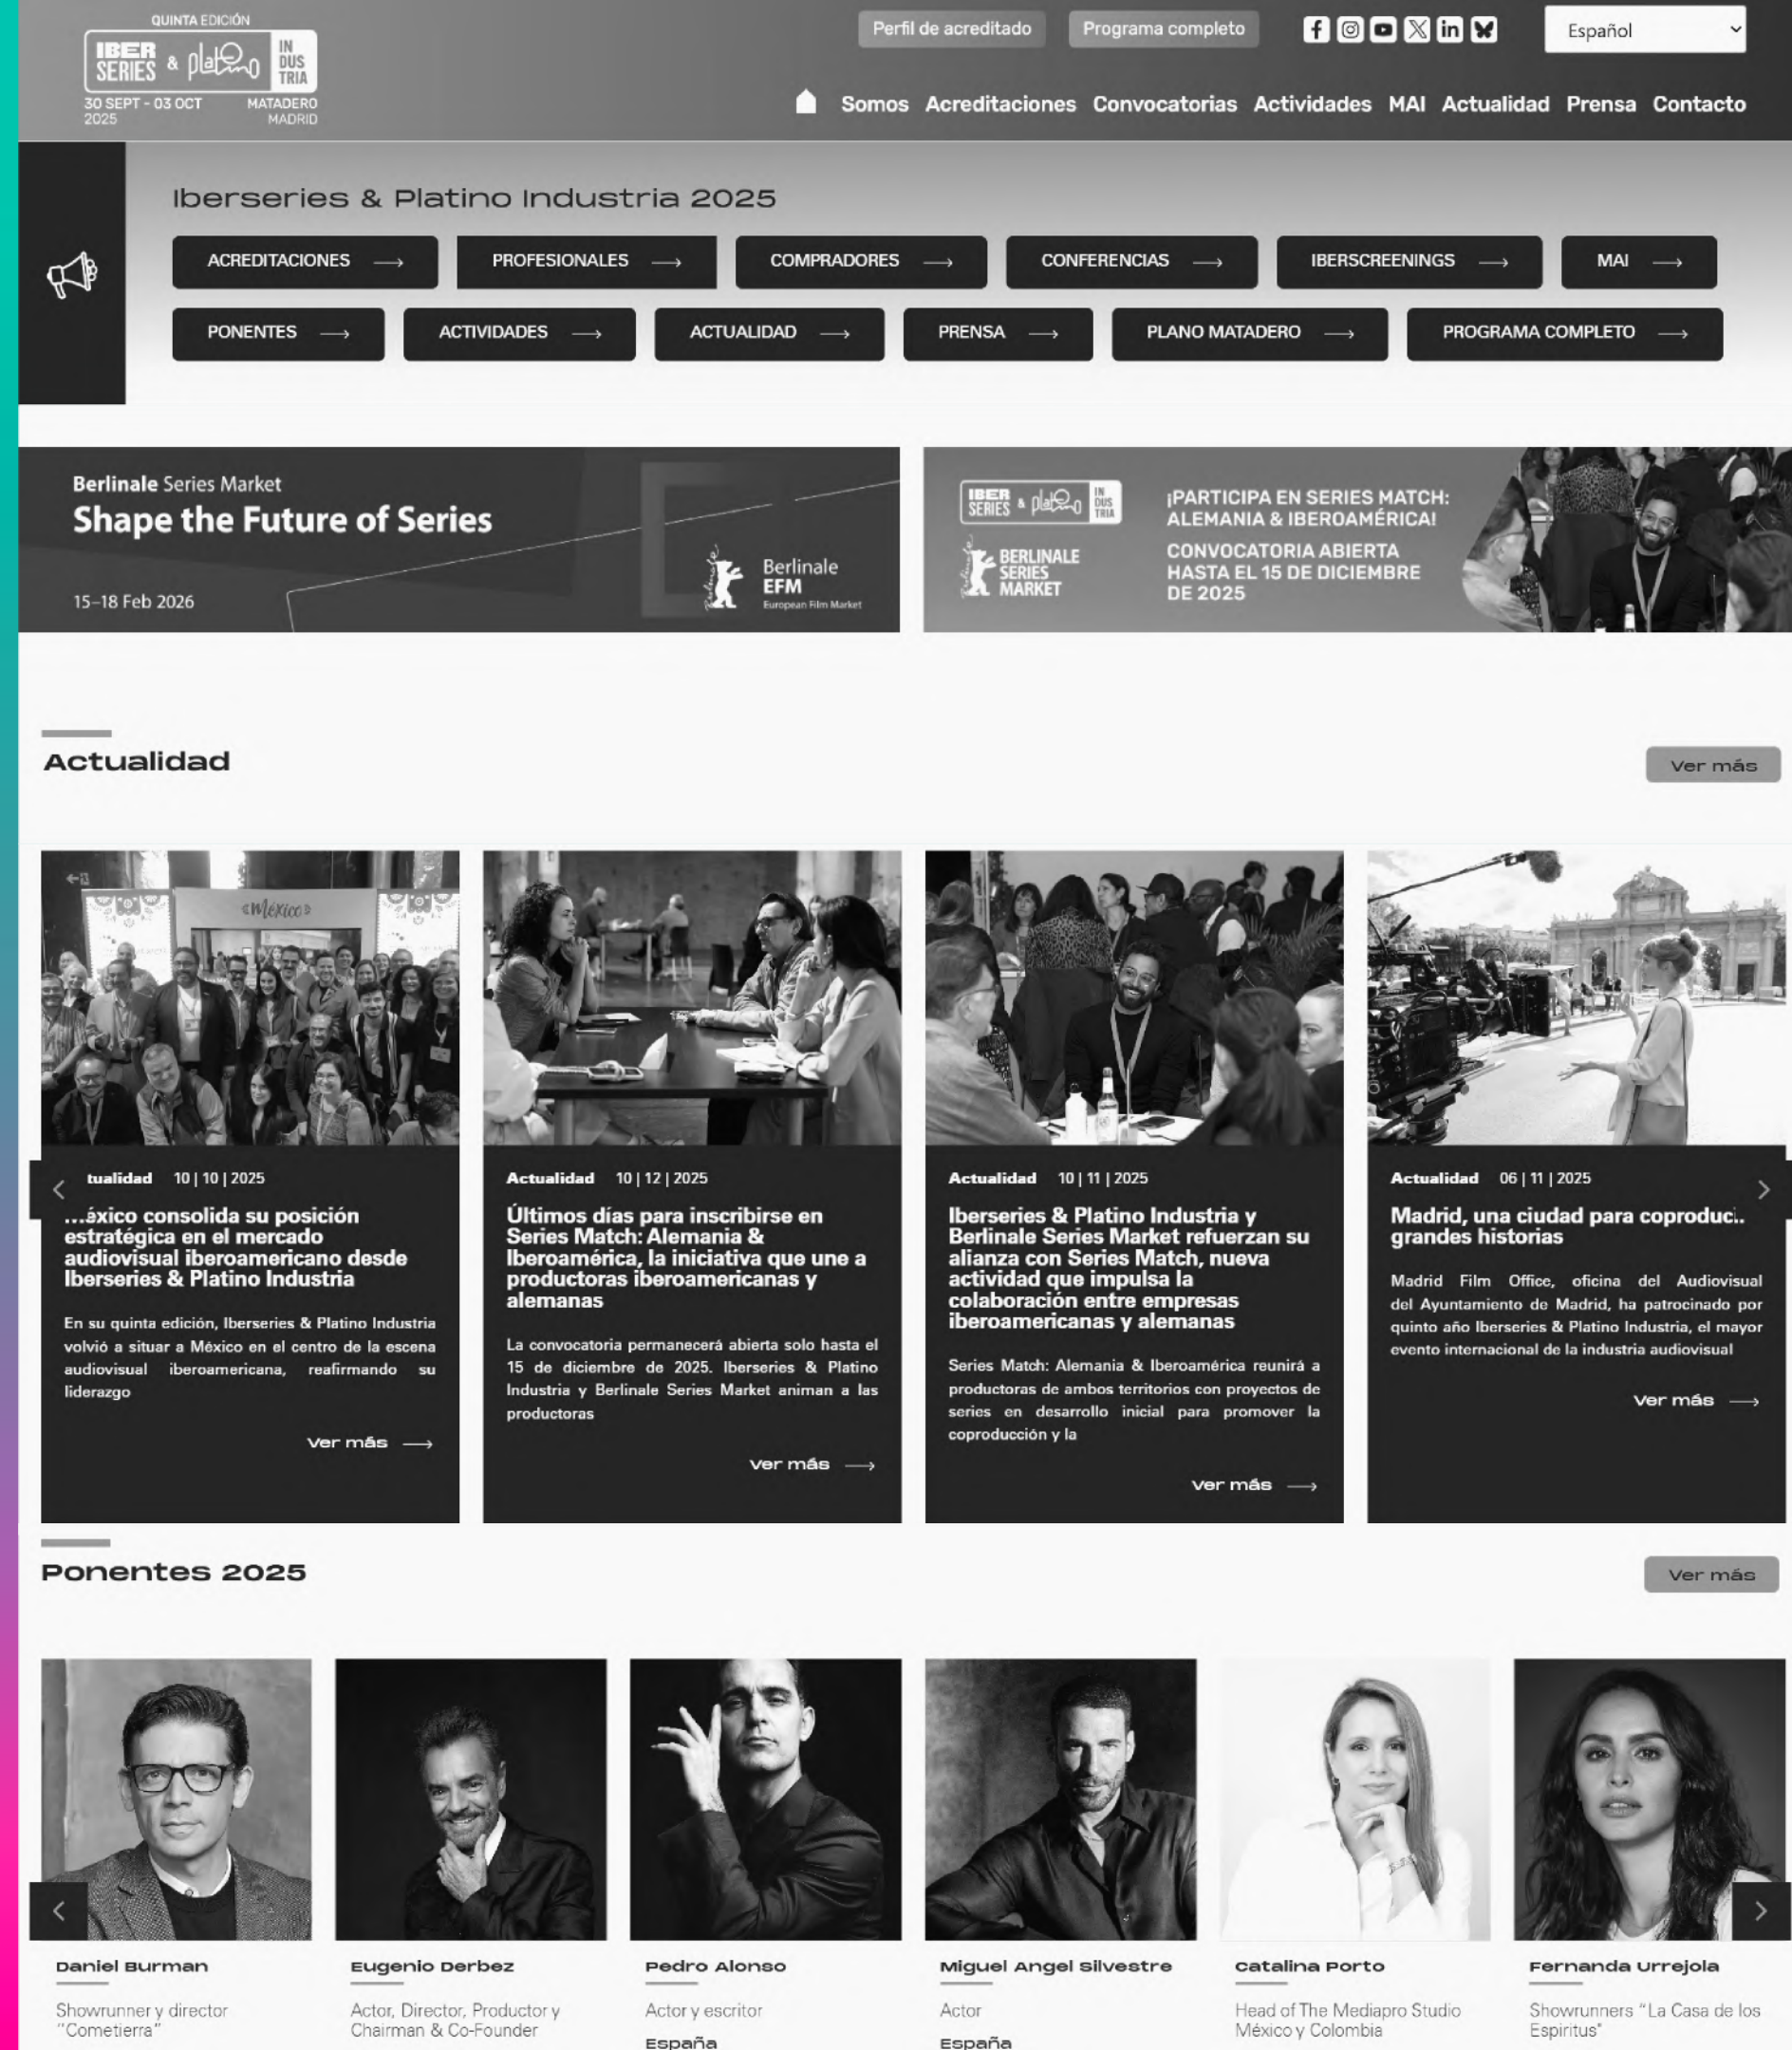 QUINTA EDICIÓN
IBER SERIES & platino INDUSTRIA
30 SEPT - 03 OCT 2025
MATADERO MADRID
Perfil de acreditado
Programa completo
Español
Somos Acreditaciones Convocatorias Actividades MAI Actualidad Prensa Contacto
Iberseries & Platino Industria 2025
ACREDITACIONES
PROFESIONALES
COMPRADORES
CONFERENCIAS
IBERSCREENINGS
MAI
PONENTES
ACTIVIDADES
ACTUALIDAD
PRENSA
PLANO MATADERO
PROGRAMA COMPLETO
Berlinale Series Market
Shape the Future of Series
15–18 Feb 2026
Berlinale
Berlinale
EFM
European Film Market
IBER SERIES & platino INDUSTRIA
Berlinale
BERLINALE
SERIES
MARKET
¡PARTICIPA EN SERIES MATCH:
ALEMANIA & IBEROAMÉRICA!
CONVOCATORIA ABIERTA
HASTA EL 15 DE DICIEMBRE
DE 2025
Actualidad
Ver más
México
tualidad 10 | 10 | 2025
...éxico consolida su posición
estratégica en el mercado
audiovisual iberoamericano desde
Iberseries & Platino Industria
En su quinta edición, Iberseries & Platino Industria
volvió a situar a México en el centro de la escena
audiovisual iberoamericana, reafirmando su
liderazgo
Ver más
Actualidad 10 | 12 | 2025
Últimos días para inscribirse en
Series Match: Alemania &
Iberoamérica, la iniciativa que une a
productoras iberoamericanas y
alemanas
La convocatoria permanecerá abierta solo hasta el
15 de diciembre de 2025. Iberseries & Platino
Industria y Berlinale Series Market animan a las
productoras
Ver más
Actualidad 10 | 11 | 2025
Iberseries & Platino Industria y
Berlinale Series Market refuerzan su
alianza con Series Match, nueva
actividad que impulsa la
colaboración entre empresas
iberoamericanas y alemanas
Series Match: Alemania & Iberoamérica reunirá a
productoras de ambos territorios con proyectos de
series en desarrollo inicial para promover la
coproducción y la
Ver más
Actualidad 06 | 11 | 2025
Madrid, una ciudad para coproduc..
grandes historias
Madrid Film Office, oficina del Audiovisual
del Ayuntamiento de Madrid, ha patrocinado por
quinto año Iberseries & Platino Industria, el mayor
evento internacional de la industria audiovisual
Ver más
Ponentes 2025
Ver más
Daniel Burman
Showrunner y director
"Cometierra"
Eugenio Derbez
Actor, Director, Productor y
Chairman & Co-Founder
Pedro Alonso
Actor y escritor
España
Miguel Angel Silvestre
Actor
España
Catalina Porto
Head of The Mediapro Studio
México y Colombia
Fernanda Urrejola
Showrunners "La Casa de los
Espiritus"